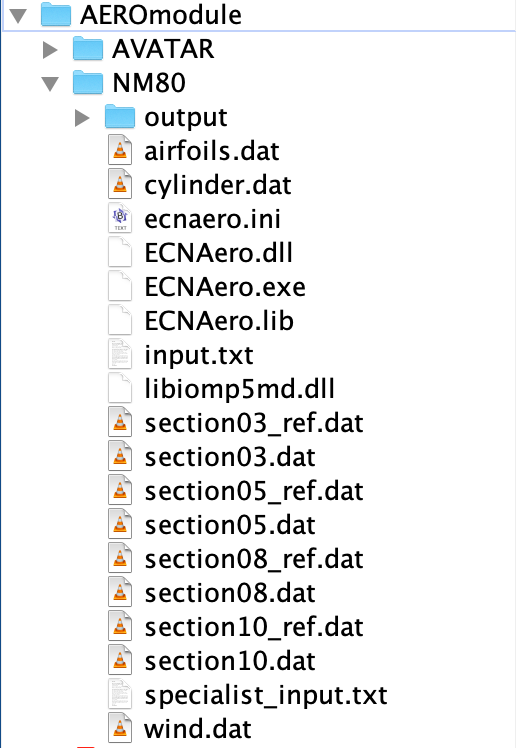 AEROmodule
AVATAR
NM80
output
airfoils.dat
cylinder.dat
ecnaero.ini
ECNAero.dll
ECNAero.exe
ECNAero.lib
input.txt
libiomp5md.dll
section03_ref.dat
section03.dat
section05_ref.dat
section05.dat
section08_ref.dat
section08.dat
section10_ref.dat
section10.dat
specialist_input.txt
wind.dat